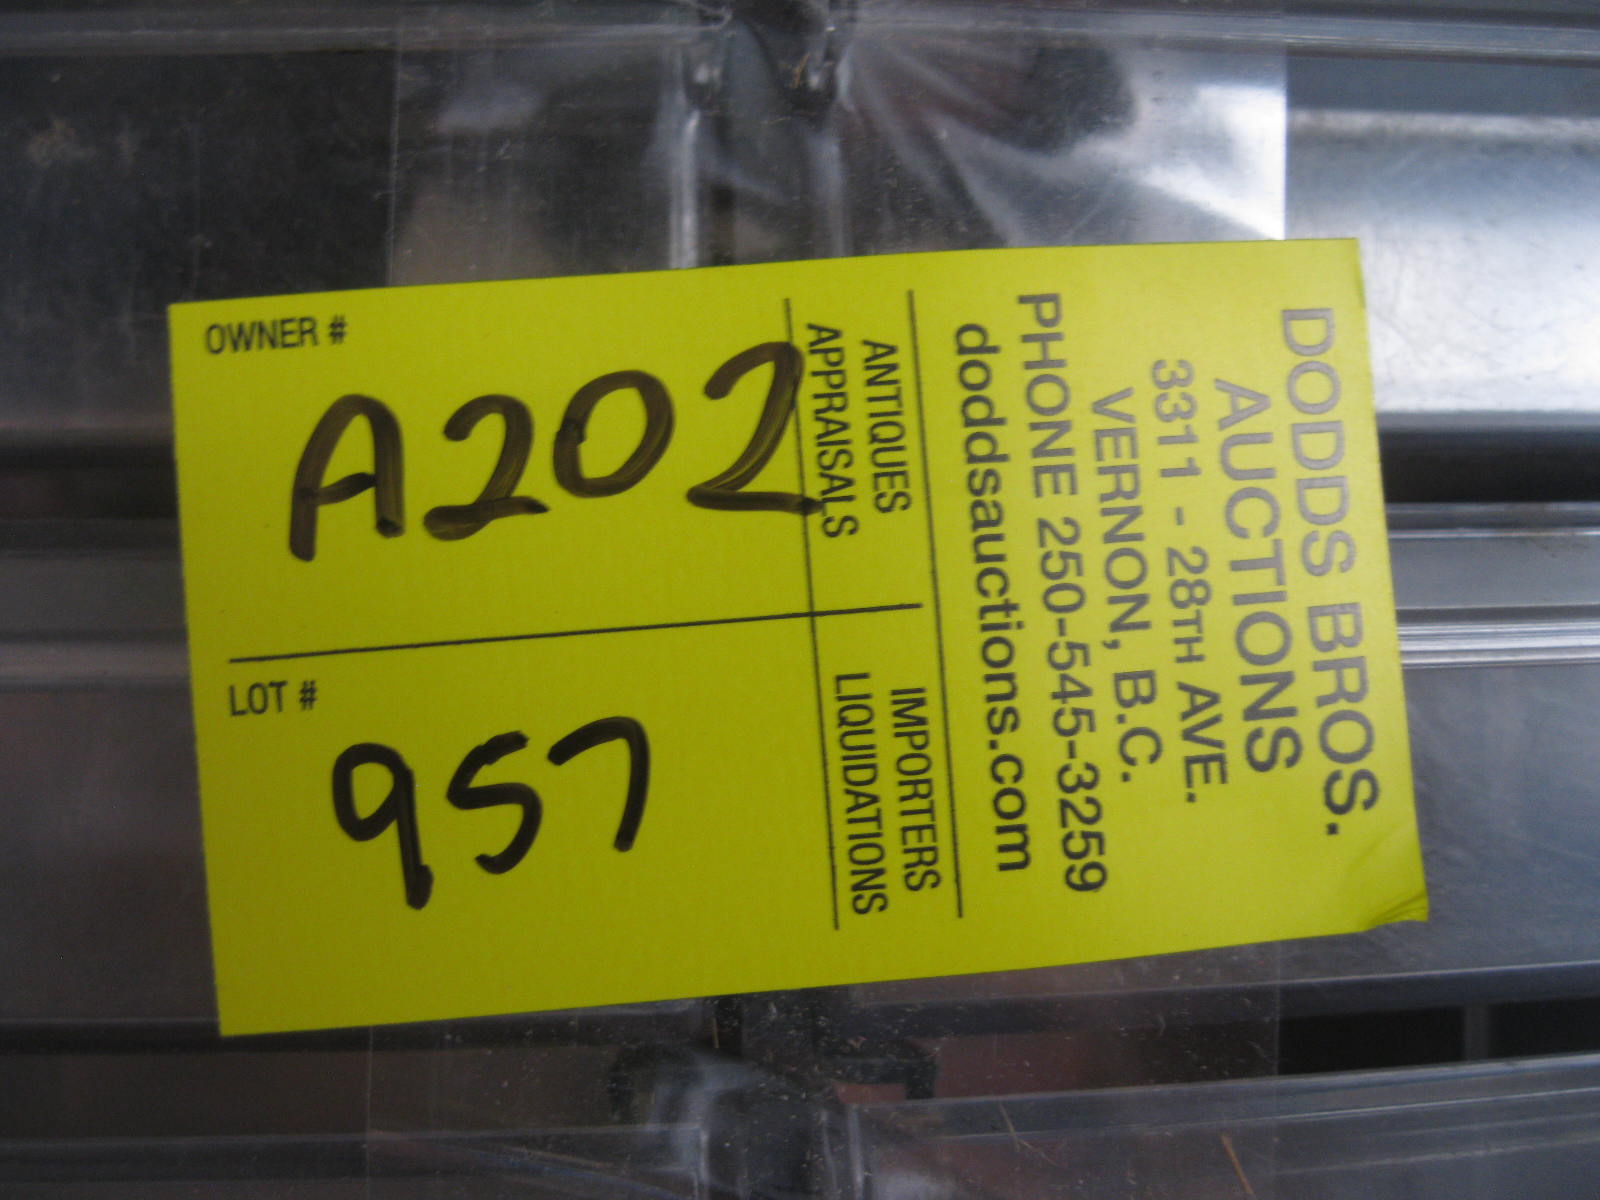 DODDS BROS.
AUCTIONS
3311 - 28TH AVE.
VERNON, B.C.
PHONE 250-545-3259
doddsauctions.com
ANTIQUES IMPORTERS
APPRAISALS LIQUIDATIONS
OWNER #
A202
LOT #
957